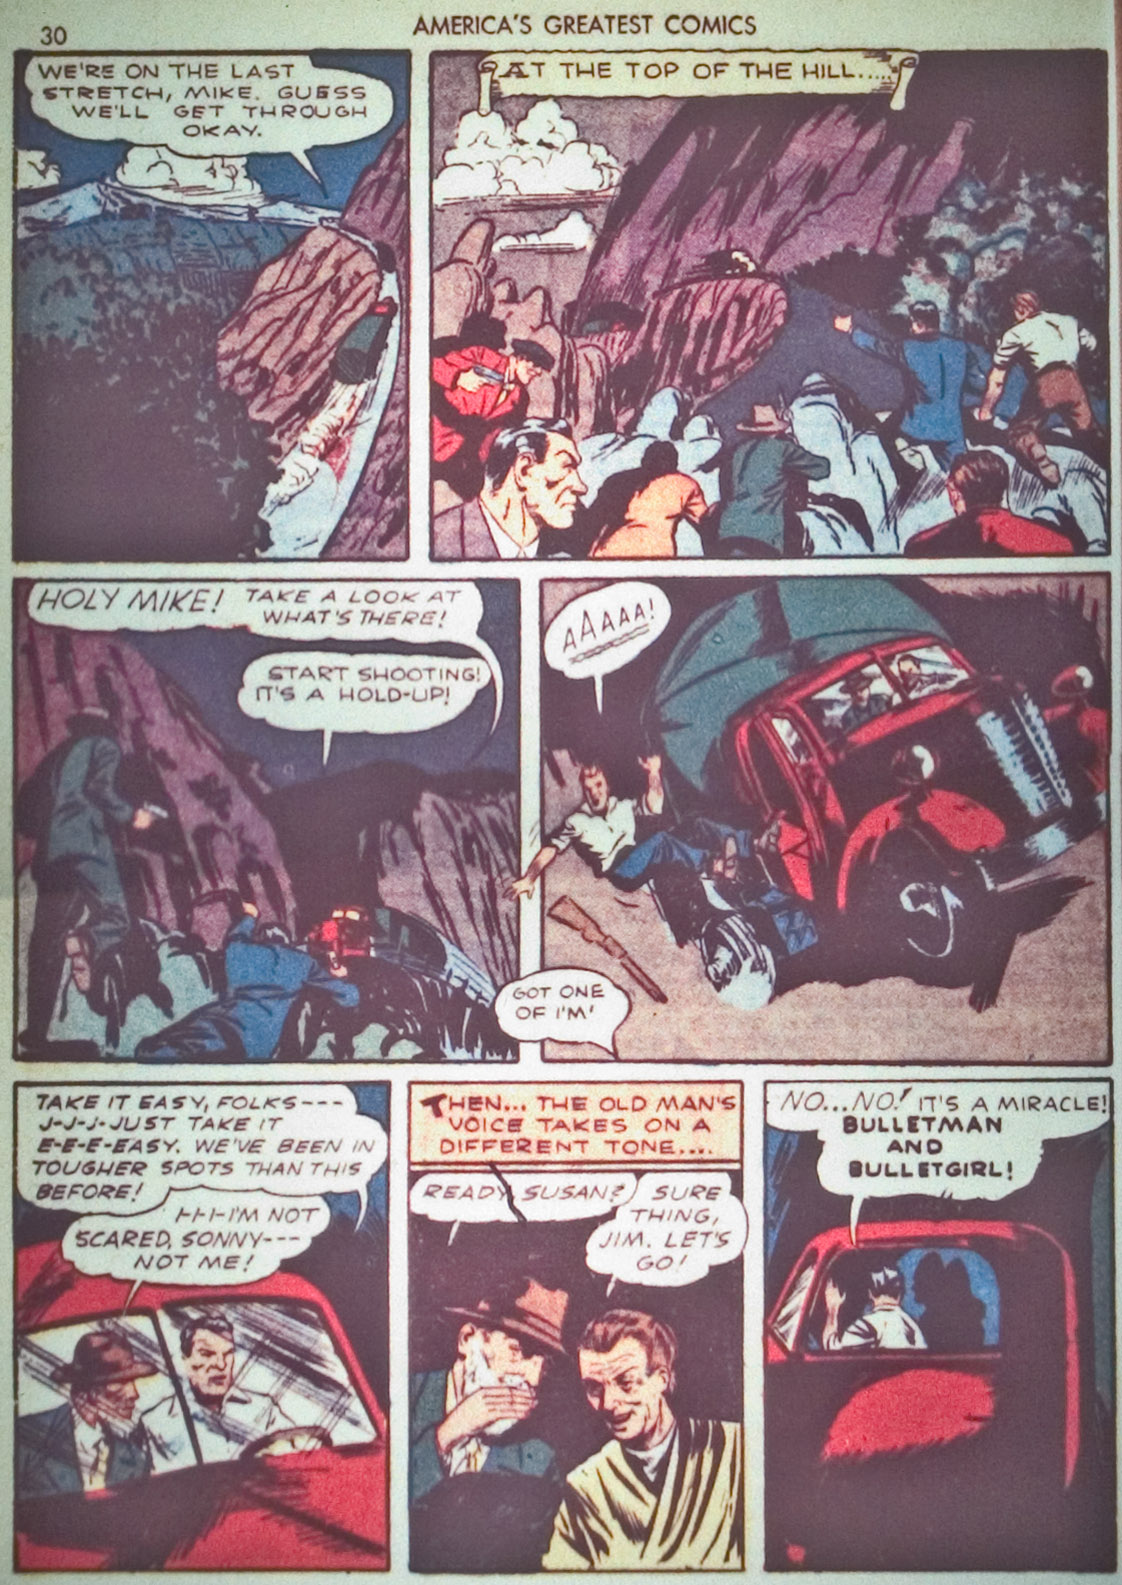 30
AMERICA'S GREATEST COMICS
WE'RE ON THE LAST
STRETCH, MIKE. GUESS
WE'LL GET THROUGH
OKAY.
AT THE TOP OF THE HILL.....
HOLY MIKE! TAKE A LOOK AT
WHAT'S THERE!
START SHOOTING!
IT'S A HOLD-UP!
AAAAA!
GOT ONE
OF I'M'
TAKE IT EASY, FOLKS---
J-J-J-JUST TAKE IT
E-E-E-EASY. WE'VE BEEN IN
TOUGHER SPOTS THAN THIS
BEFORE!
I-I-I-I'M NOT
SCARED, SONNY---
NOT ME!
THEN... THE OLD MAN'S
VOICE TAKES ON A
DIFFERENT TONE....
READY, SUSAN?
SURE
THING,
JIM. LET'S
GO!
NO...NO! IT'S A MIRACLE!
BULLETMAN
AND
BULLETGIRL!